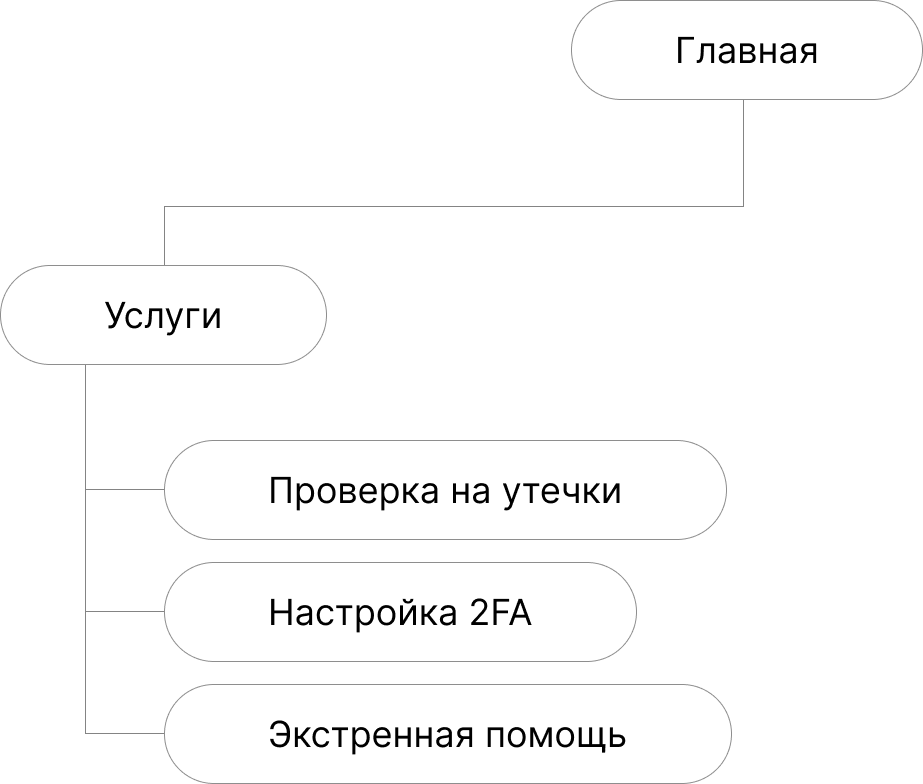 Главная
Услуги
Проверка на утечки
Настройка 2FA
Экстренная помощь